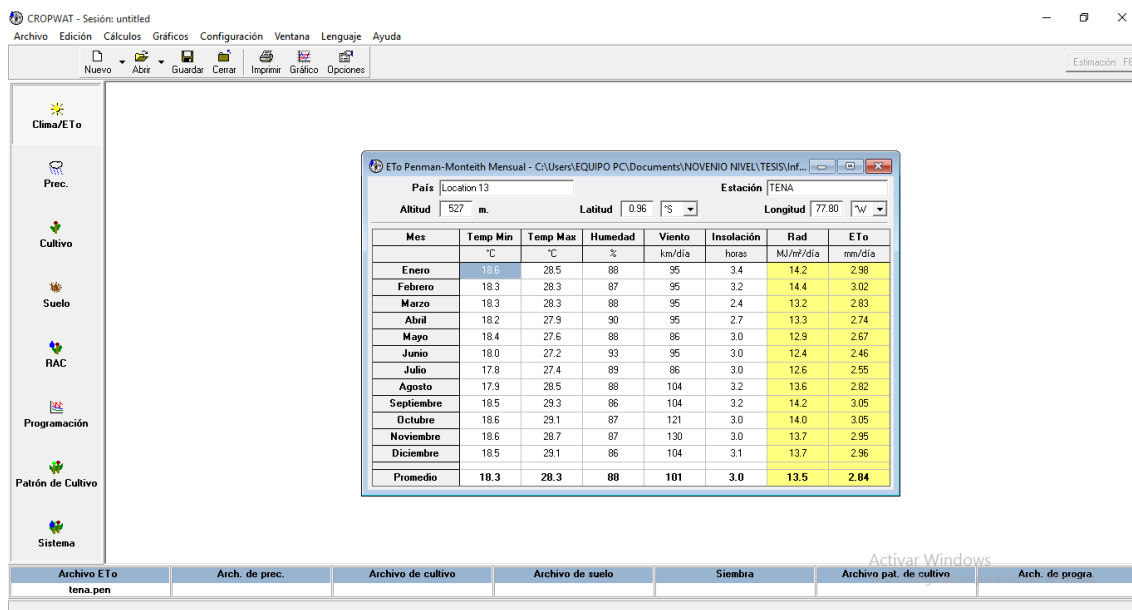 CROPWAT - Sesión: untitled
Archivo Edición Cálculos Gráficos Configuración Ventana Lenguaje Ayuda
Nuevo Abrir Guardar Cerrar Imprimir Gráfico Opciones
Estimación F6
Clima/ETo
Prec.
Cultivo
Suelo
RAC
Programación
Patrón de Cultivo
Sistema
ETo Penman-Monteith Mensual - C:\Users\EQUIPO PC\Documents\NOVENIO NIVEL\TESIS\Inf...
País Location 13 Estación TENA
Altitud 527 m. Latitud 0.96 °S Longitud 77.80 °W
Mes Temp Min Temp Max Humedad Viento Insolación Rad ETo
°C °C % km/día horas MJ/m²/día mm/día
Enero 18.6 28.5 88 95 3.4 14.2 2.98
Febrero 18.3 28.3 87 95 3.2 14.4 3.02
Marzo 18.3 28.3 88 95 2.4 13.2 2.83
Abril 18.2 27.9 90 95 2.7 13.3 2.74
Mayo 18.4 27.6 88 86 3.0 12.9 2.67
Junio 18.0 27.2 93 95 3.0 12.4 2.46
Julio 17.8 27.4 89 86 3.0 12.6 2.55
Agosto 17.9 28.5 88 104 3.2 13.6 2.82
Septiembre 18.5 29.3 86 104 3.2 14.2 3.05
Octubre 18.6 29.1 87 121 3.0 14.0 3.05
Noviembre 18.6 28.7 87 130 3.0 13.7 2.95
Diciembre 18.5 29.1 86 104 3.1 13.7 2.96
Promedio 18.3 28.3 88 101 3.0 13.5 2.84
Activar Windows
Archivo ETo Arch. de prec. Archivo de cultivo Archivo de suelo Siembra Archivo pat. de cultivo Arch. de progra.
tena.pen